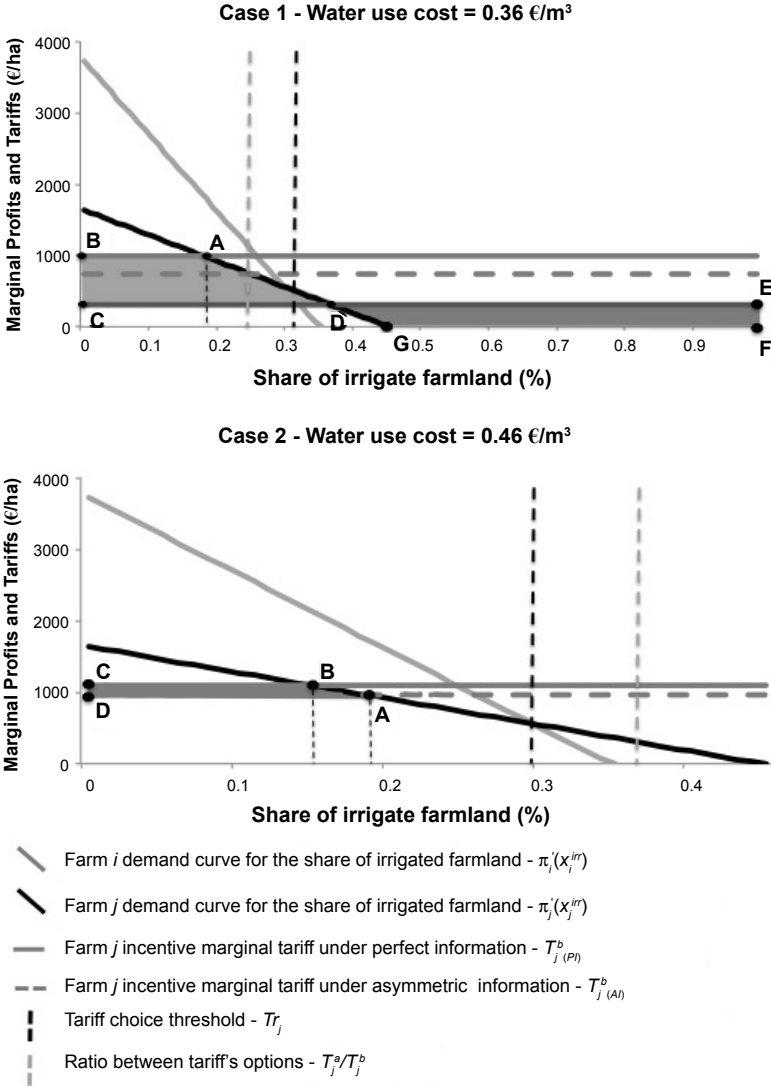 Case 1 - Water use cost = 0.36 €/m³
Marginal Profits and Tariffs (€/ha)
4000
3000
2000
1000
0
B
A
C
D
G
E
F
0 0.1 0.2 0.3 0.4 0.5 0.6 0.7 0.8 0.9
Share of irrigate farmland (%)
Case 2 - Water use cost = 0.46 €/m³
Marginal Profits and Tariffs (€/ha)
4000
3000
2000
1000
0
C
B
D
A
0 0.1 0.2 0.3 0.4
Share of irrigate farmland (%)
Farm i demand curve for the share of irrigated farmland - π'ᵢ(xᵢⁱʳʳ)
Farm j demand curve for the share of irrigated farmland - π'ⱼ(xⱼⁱʳʳ)
Farm j incentive marginal tariff under perfect information - Tⱼᵇ (PI)
Farm j incentive marginal tariff under asymmetric information - Tⱼᵇ (AI)
Tariff choice threshold - Trⱼ
Ratio between tariff's options - Tⱼᵃ/Tⱼᵇ